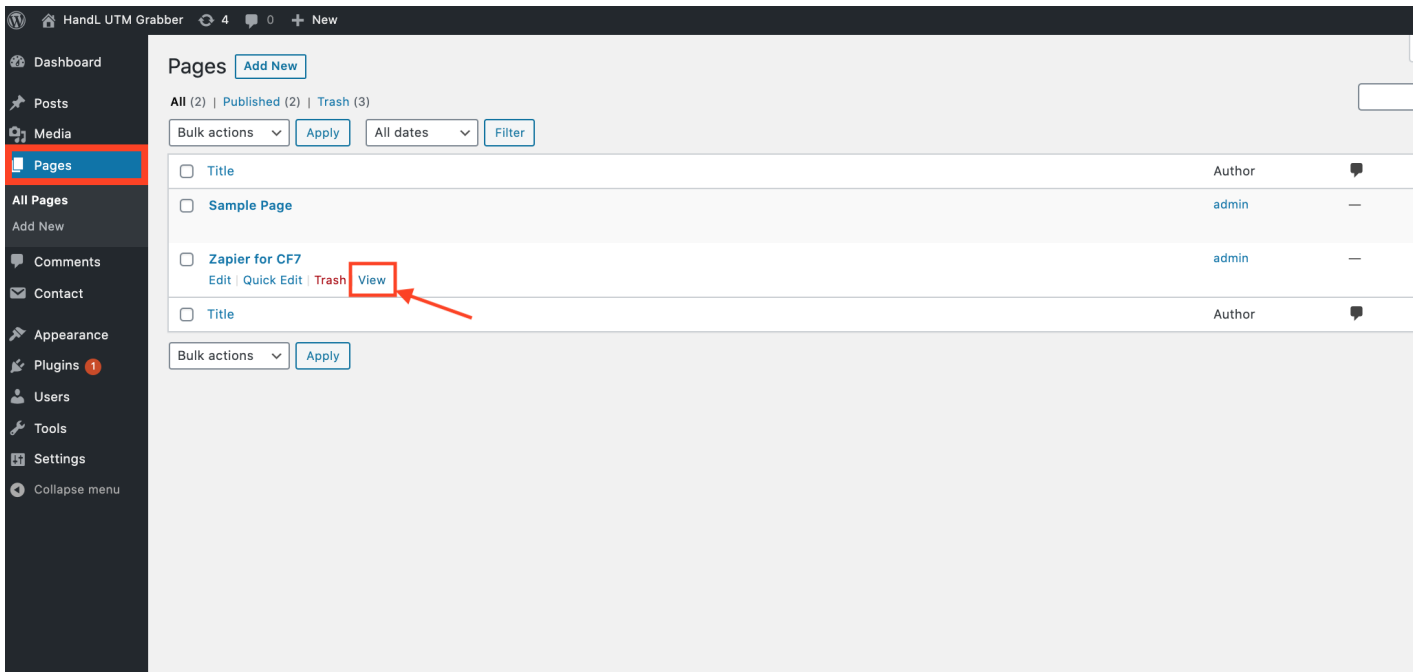 HandL UTM Grabber 4 0 New
Dashboard
Posts
Media
Pages
All Pages
Add New
Comments
Contact
Appearance
Plugins 1
Users
Tools
Settings
Collapse menu
Pages Add New
All (2) | Published (2) | Trash (3)
Bulk actions Apply All dates Filter
Title Author
Sample Page admin —
Zapier for CF7 admin —
Edit | Quick Edit | Trash | View
Title Author
Bulk actions Apply